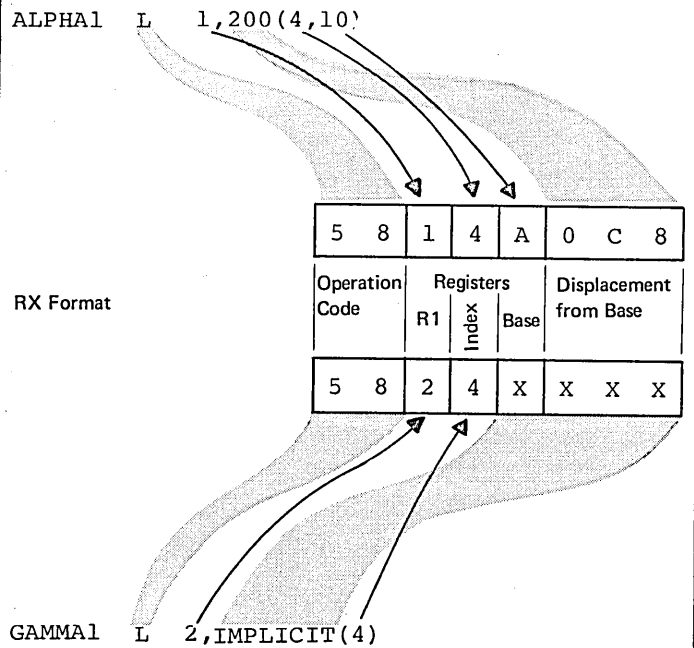 ALPHA1 L 1,200(4,10)
5 8 1 4 A 0 C 8
Operation Code
Registers
R1
Index
Base
Displacement from Base
RX Format
5 8 2 4 X X X X
GAMMA1 L 2,IMPLICIT(4)